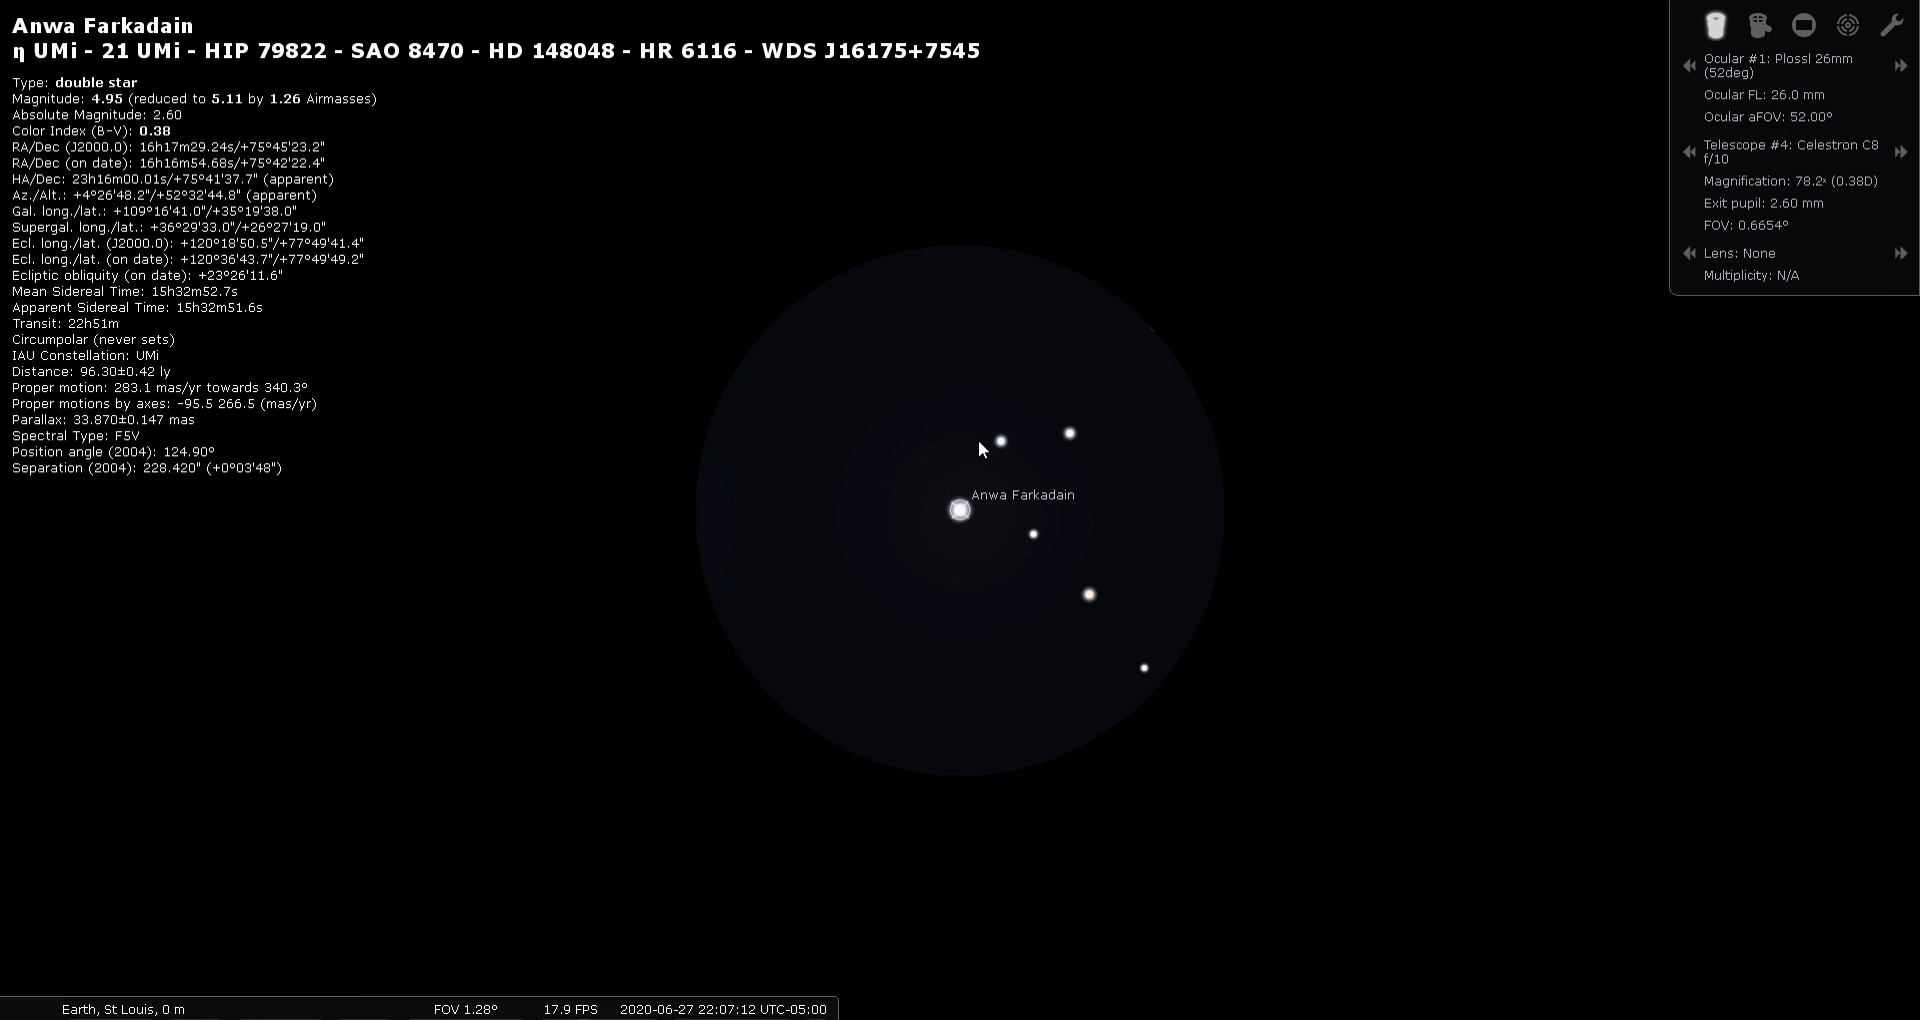 Anwa Farkadain
η UMi - 21 UMi - HIP 79822 - SAO 8470 - HD 148048 - HR 6116 - WDS J16175+7545
Type: double star
Magnitude: 4.95 (reduced to 5.11 by 1.26 Airmasses)
Absolute Magnitude: 2.60
Color Index (B-V): 0.38
RA/Dec (J2000.0): 16h17m29.24s/+75°45'23.2"
RA/Dec (on date): 16h16m54.68s/+75°42'22.4"
HA/Dec: 23h16m00.01s/+75°41'37.7" (apparent)
Az./Alt.: +4°26'48.2"/+52°32'44.8" (apparent)
Gal. long./lat.: +109°16'41.0"/+35°19'38.0"
Supergal. long./lat.: +36°29'33.0"/+26°27'19.0"
Ecl. long./lat. (J2000.0): +120°18'50.5"/+77°49'41.4"
Ecl. long./lat. (on date): +120°36'43.7"/+77°49'49.2"
Ecliptic obliquity (on date): +23°26'11.6"
Mean Sidereal Time: 15h32m52.7s
Apparent Sidereal Time: 15h32m51.6s
Transit: 22h51m
Circumpolar (never sets)
IAU Constellation: UMi
Distance: 96.30±0.42 ly
Proper motion: 283.1 mas/yr towards 340.3°
Proper motions by axes: -95.5 266.5 (mas/yr)
Parallax: 33.870±0.147 mas
Spectral Type: F5V
Position angle (2004): 124.90°
Separation (2004): 228.420" (+0°03'48")
Ocular #1: Plossl 26mm
(52deg)
Ocular FL: 26.0 mm
Ocular aFOV: 52.00°
Telescope #4: Celestron C8
f/10
Magnification: 78.2ˣ (0.38D)
Exit pupil: 2.60 mm
FOV: 0.6654°
Lens: None
Multiplicity: N/A
Anwa Farkadain
Earth, St Louis, 0 m FOV 1.28° 17.9 FPS 2020-06-27 22:07:12 UTC-05:00